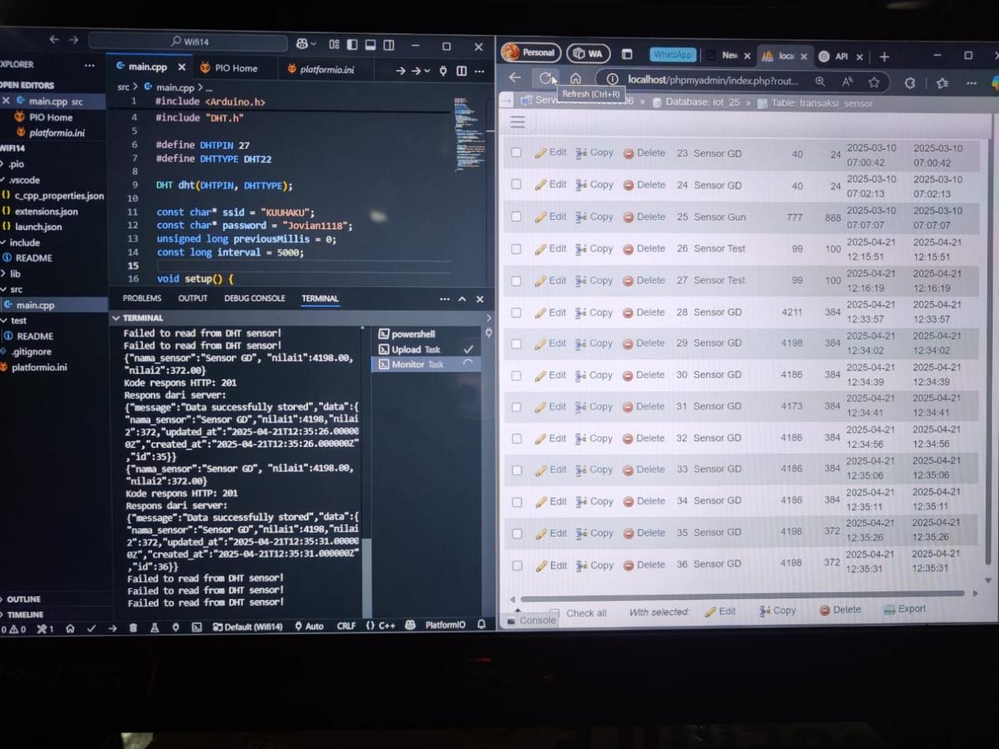 Wifi14
EXPLORER
OPEN EDITORS
main.cpp src
PIO Home
platformio.ini
WIFI14
.pio
.vscode
c_cpp_properties.json
extensions.json
launch.json
include
README
lib
src
main.cpp
test
README
.gitignore
platformio.ini
OUTLINE
TIMELINE
main.cpp
PIO Home
platformio.ini
src > main.cpp > ...
1 #include <Arduino.h>
4 #include "DHT.h"
5
6 #define DHTPIN 27
7 #define DHTTYPE DHT22
8
9 DHT dht(DHTPIN, DHTTYPE);
10
11 const char* ssid = "KUUHAKU";
12 const char* password = "Jovian1118";
13 unsigned long previousMillis = 0;
14 const long interval = 5000;
15
16 void setup() {
PROBLEMS OUTPUT DEBUG CONSOLE TERMINAL
TERMINAL
Failed to read from DHT sensor!
Failed to read from DHT sensor!
{"nama_sensor":"Sensor GD", "nilai1":4198.00,
"nilai2":372.00}
Kode respons HTTP: 201
Respons dari server:
{"message":"Data successfully stored","data":{
"nama_sensor":"Sensor GD","nilai1":4198,"nilai
2":372,"updated_at":"2025-04-21T12:35:26.00000
0Z","created_at":"2025-04-21T12:35:26.000000Z"
,"id":35}}
{"nama_sensor":"Sensor GD", "nilai1":4198.00,
"nilai2":372.00}
Kode respons HTTP: 201
Respons dari server:
{"message":"Data successfully stored","data":{
"nama_sensor":"Sensor GD","nilai1":4198,"nilai
2":372,"updated_at":"2025-04-21T12:35:31.00000
0Z","created_at":"2025-04-21T12:35:31.000000Z"
,"id":36}}
Failed to read from DHT sensor!
Failed to read from DHT sensor!
Failed to read from DHT sensor!
powershell
Upload Task
Monitor Task
0 0 1 Default (Wifi14) Auto CRLF {} C++ PlatformIO
Personal WA WhatsApp New loca API
localhost/phpmyadmin/index.php?rout...
Refresh (Ctrl+R)
» Database: iot_25 » Table: transaksi_sensor
Edit Copy Delete 23 Sensor GD 40 24 2025-03-10 07:00:42 2025-03-10 07:00:42
Edit Copy Delete 24 Sensor GD 40 24 2025-03-10 07:02:13 2025-03-10 07:02:13
Edit Copy Delete 25 Sensor Gun 777 888 2025-03-10 07:07:07 2025-03-10 07:07:07
Edit Copy Delete 26 Sensor Test 99 100 2025-04-21 12:15:51 2025-04-21 12:15:51
Edit Copy Delete 27 Sensor Test 99 100 2025-04-21 12:16:19 2025-04-21 12:16:19
Edit Copy Delete 28 Sensor GD 4211 384 2025-04-21 12:33:57 2025-04-21 12:33:57
Edit Copy Delete 29 Sensor GD 4198 384 2025-04-21 12:34:02 2025-04-21 12:34:02
Edit Copy Delete 30 Sensor GD 4186 384 2025-04-21 12:34:39 2025-04-21 12:34:39
Edit Copy Delete 31 Sensor GD 4173 384 2025-04-21 12:34:41 2025-04-21 12:34:41
Edit Copy Delete 32 Sensor GD 4186 384 2025-04-21 12:34:56 2025-04-21 12:34:56
Edit Copy Delete 33 Sensor GD 4186 384 2025-04-21 12:35:06 2025-04-21 12:35:06
Edit Copy Delete 34 Sensor GD 4186 384 2025-04-21 12:35:11 2025-04-21 12:35:11
Edit Copy Delete 35 Sensor GD 4198 372 2025-04-21 12:35:26 2025-04-21 12:35:26
Edit Copy Delete 36 Sensor GD 4198 372 2025-04-21 12:35:31 2025-04-21 12:35:31
Check all With selected: Edit Copy Delete Export
Console